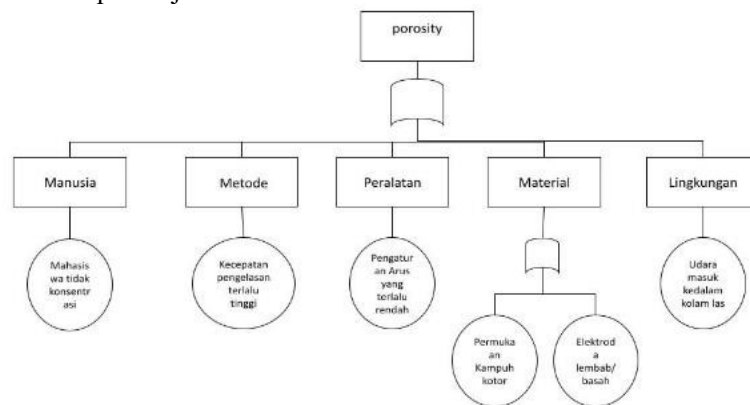 porosity
Manusia
Metode
Peralatan
Material
Lingkungan
Mahasis
wa tidak
konsentr
asi
Kecepatan
pengelasan
terlalu
tinggi
Pengatur
an Arus
yang
terlalu
rendah
Udara
masuk
kedalam
kolam las
Permuka
an
Kampuh
kotor
Elektrod
a
lembab/
basah